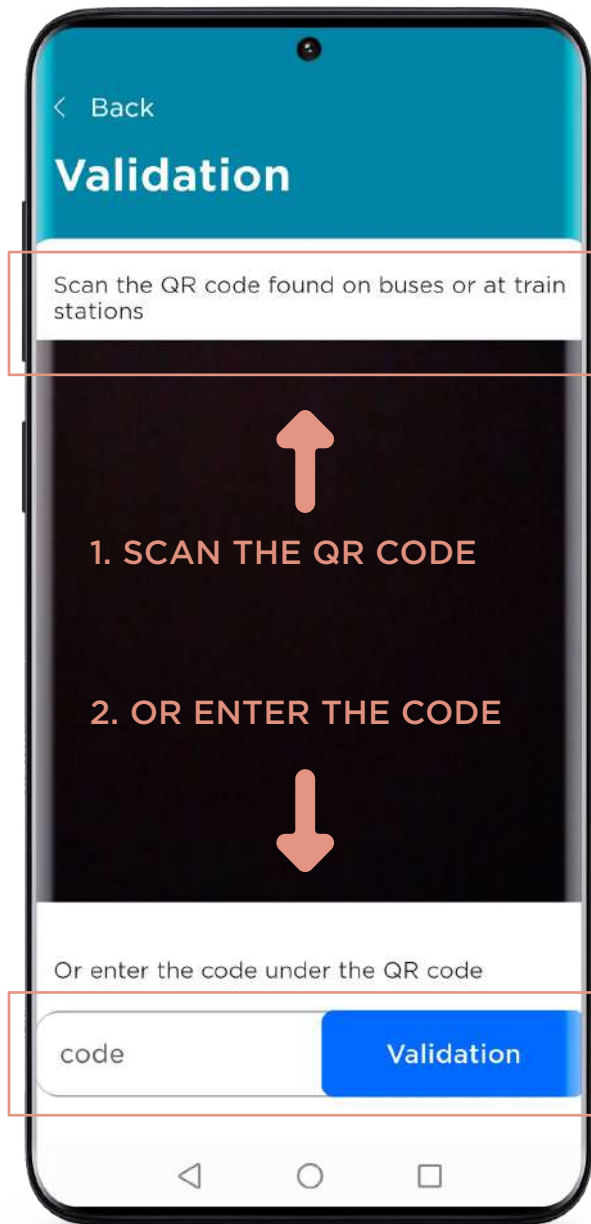 Back
Validation
Scan the QR code found on buses or at train
stations
1. SCAN THE QR CODE
2. OR ENTER THE CODE
Or enter the code under the QR code
code
Validation